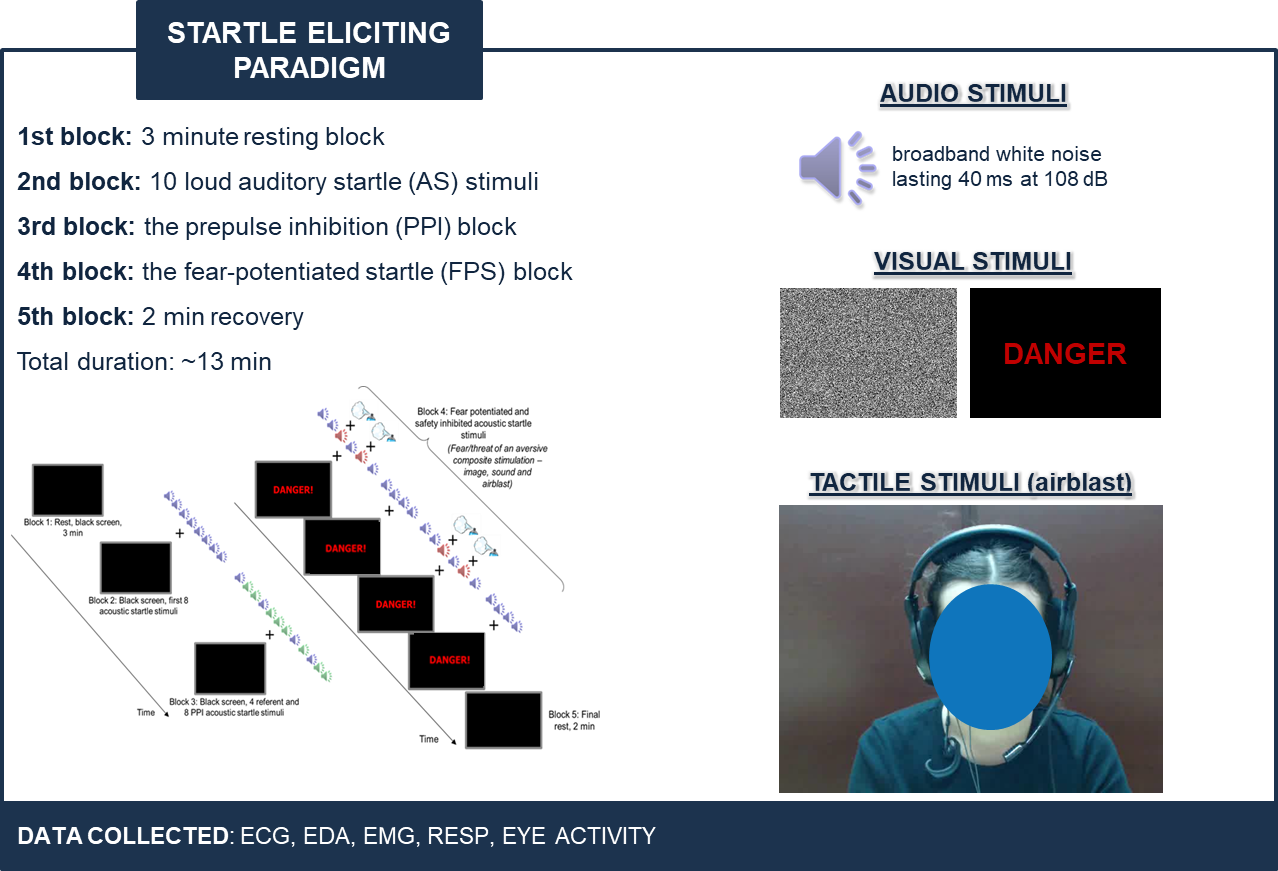 STARTLE ELICITING
PARADIGM
1st block: 3 minute resting block
2nd block: 10 loud auditory startle (AS) stimuli
3rd block: the prepulse inhibition (PPI) block
4th block: the fear-potentiated startle (FPS) block
5th block: 2 min recovery
Total duration: ~13 min
Block 1: Rest, black screen,
3 min
Block 2: Black screen, first 8
acoustic startle stimuli
Block 3: Black screen, 4 referent and
8 PPI acoustic startle stimuli
Time
+
+
Block 4: Fear potentiated and
safety inhibited acoustic startle
stimuli
(Fear/threat of an aversive
composite stimulation –
image, sound and
airblast)
+
+
+
+
+
+
+
+
DANGER!
DANGER!
DANGER!
DANGER!
Block 5: Final
rest, 2 min
Time
AUDIO STIMULI
broadband white noise
lasting 40 ms at 108 dB
VISUAL STIMULI
DANGER
TACTILE STIMULI (airblast)
DATA COLLECTED: ECG, EDA, EMG, RESP, EYE ACTIVITY